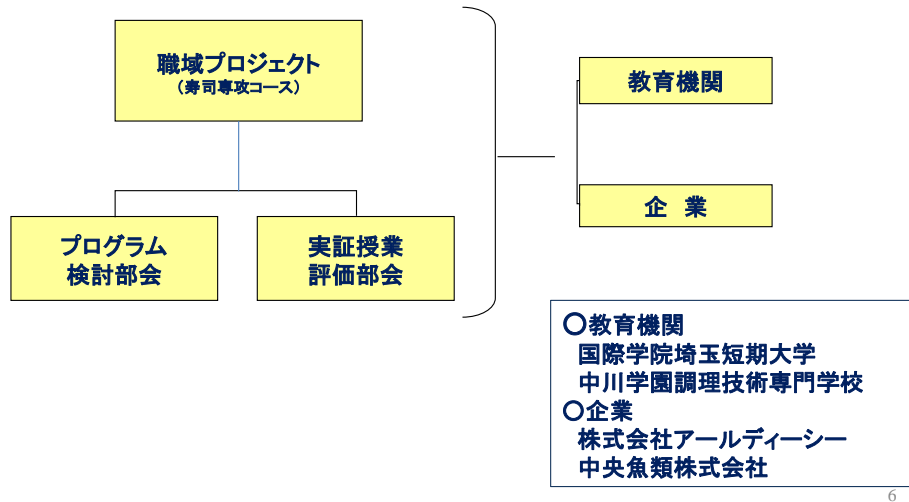 職域プロジェクト
（寿司専攻コース）
教育機関
企 業
プログラム
検討部会
実証授業
評価部会
○教育機関
国際学院埼玉短期大学
中川学園調理技術専門学校
○企業
株式会社アールディーシー
中央魚類株式会社
6